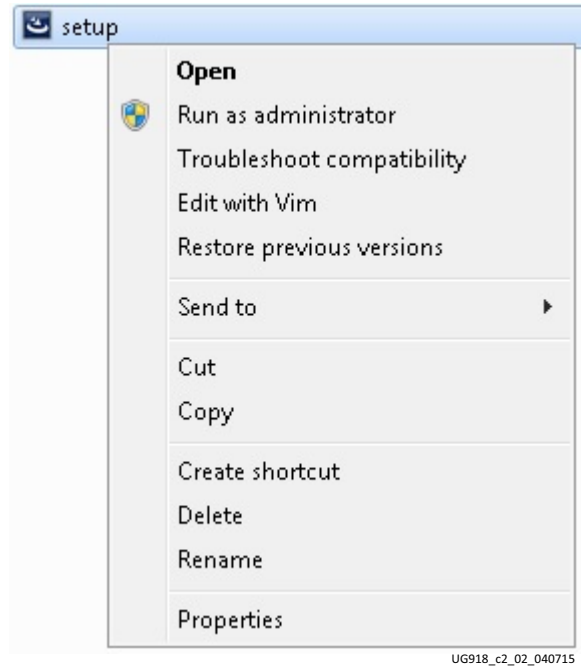 setup
Open
Run as administrator
Troubleshoot compatibility
Edit with Vim
Restore previous versions
Send to
Cut
Copy
Create shortcut
Delete
Rename
Properties
UG918_c2_02_040715